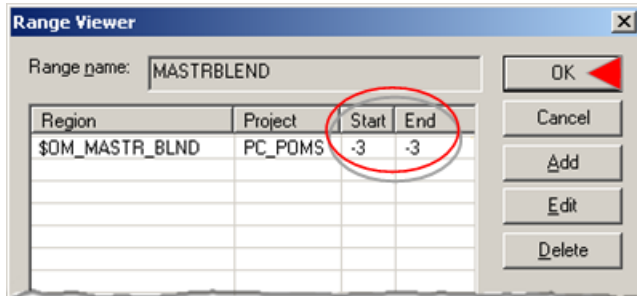 Range Viewer
Range name: MASTRBLEND
OK
Cancel
Add
Edit
Delete
Region Project Start End
$OM_MASTR_BLND PC_POMS -3 -3